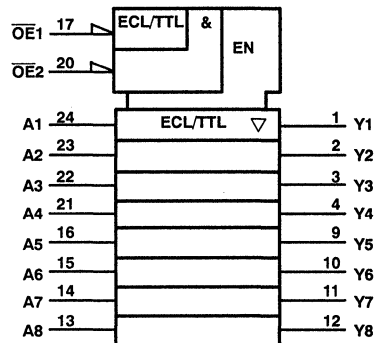 OE1 17 ECL/TTL & EN
OE2 20
A1 24 ECL/TTL ▽ 1 Y1
A2 23 2 Y2
A3 22 3 Y3
A4 21 4 Y4
A5 16 9 Y5
A6 15 10 Y6
A7 14 11 Y7
A8 13 12 Y8